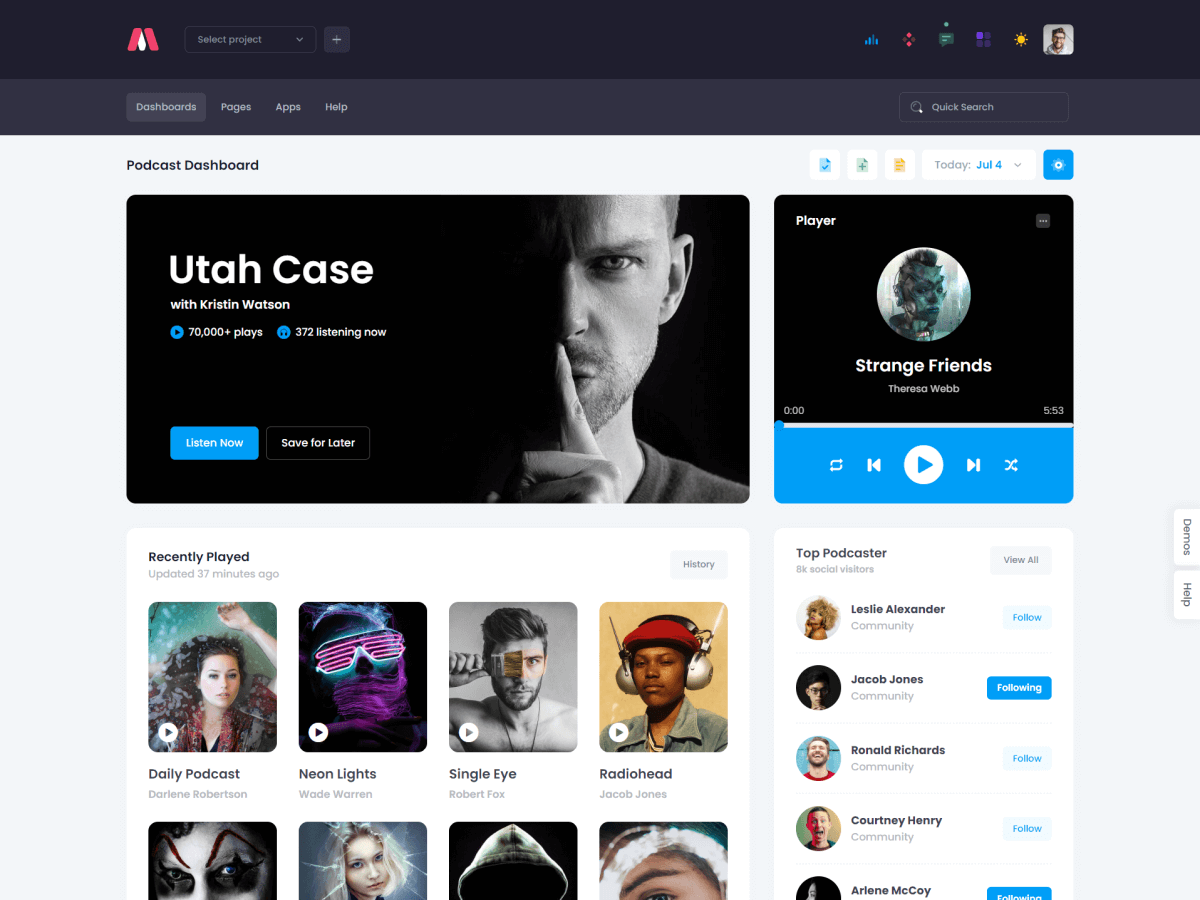 Select project
Dashboards
Pages
Apps
Help
Quick Search
Podcast Dashboard
Today: Jul 4
Utah Case
with Kristin Watson
70,000+ plays
372 listening now
Listen Now
Save for Later
Player
Strange Friends
Theresa Webb
0:00
5:53
Recently Played
Updated 37 minutes ago
History
Daily Podcast
Darlene Robertson
Neon Lights
Wade Warren
Single Eye
Robert Fox
Radiohead
Jacob Jones
Top Podcaster
8k social visitors
View All
Leslie Alexander
Community
Follow
Jacob Jones
Community
Following
Ronald Richards
Community
Follow
Courtney Henry
Community
Follow
Arlene McCoy
Following
Demos
Help